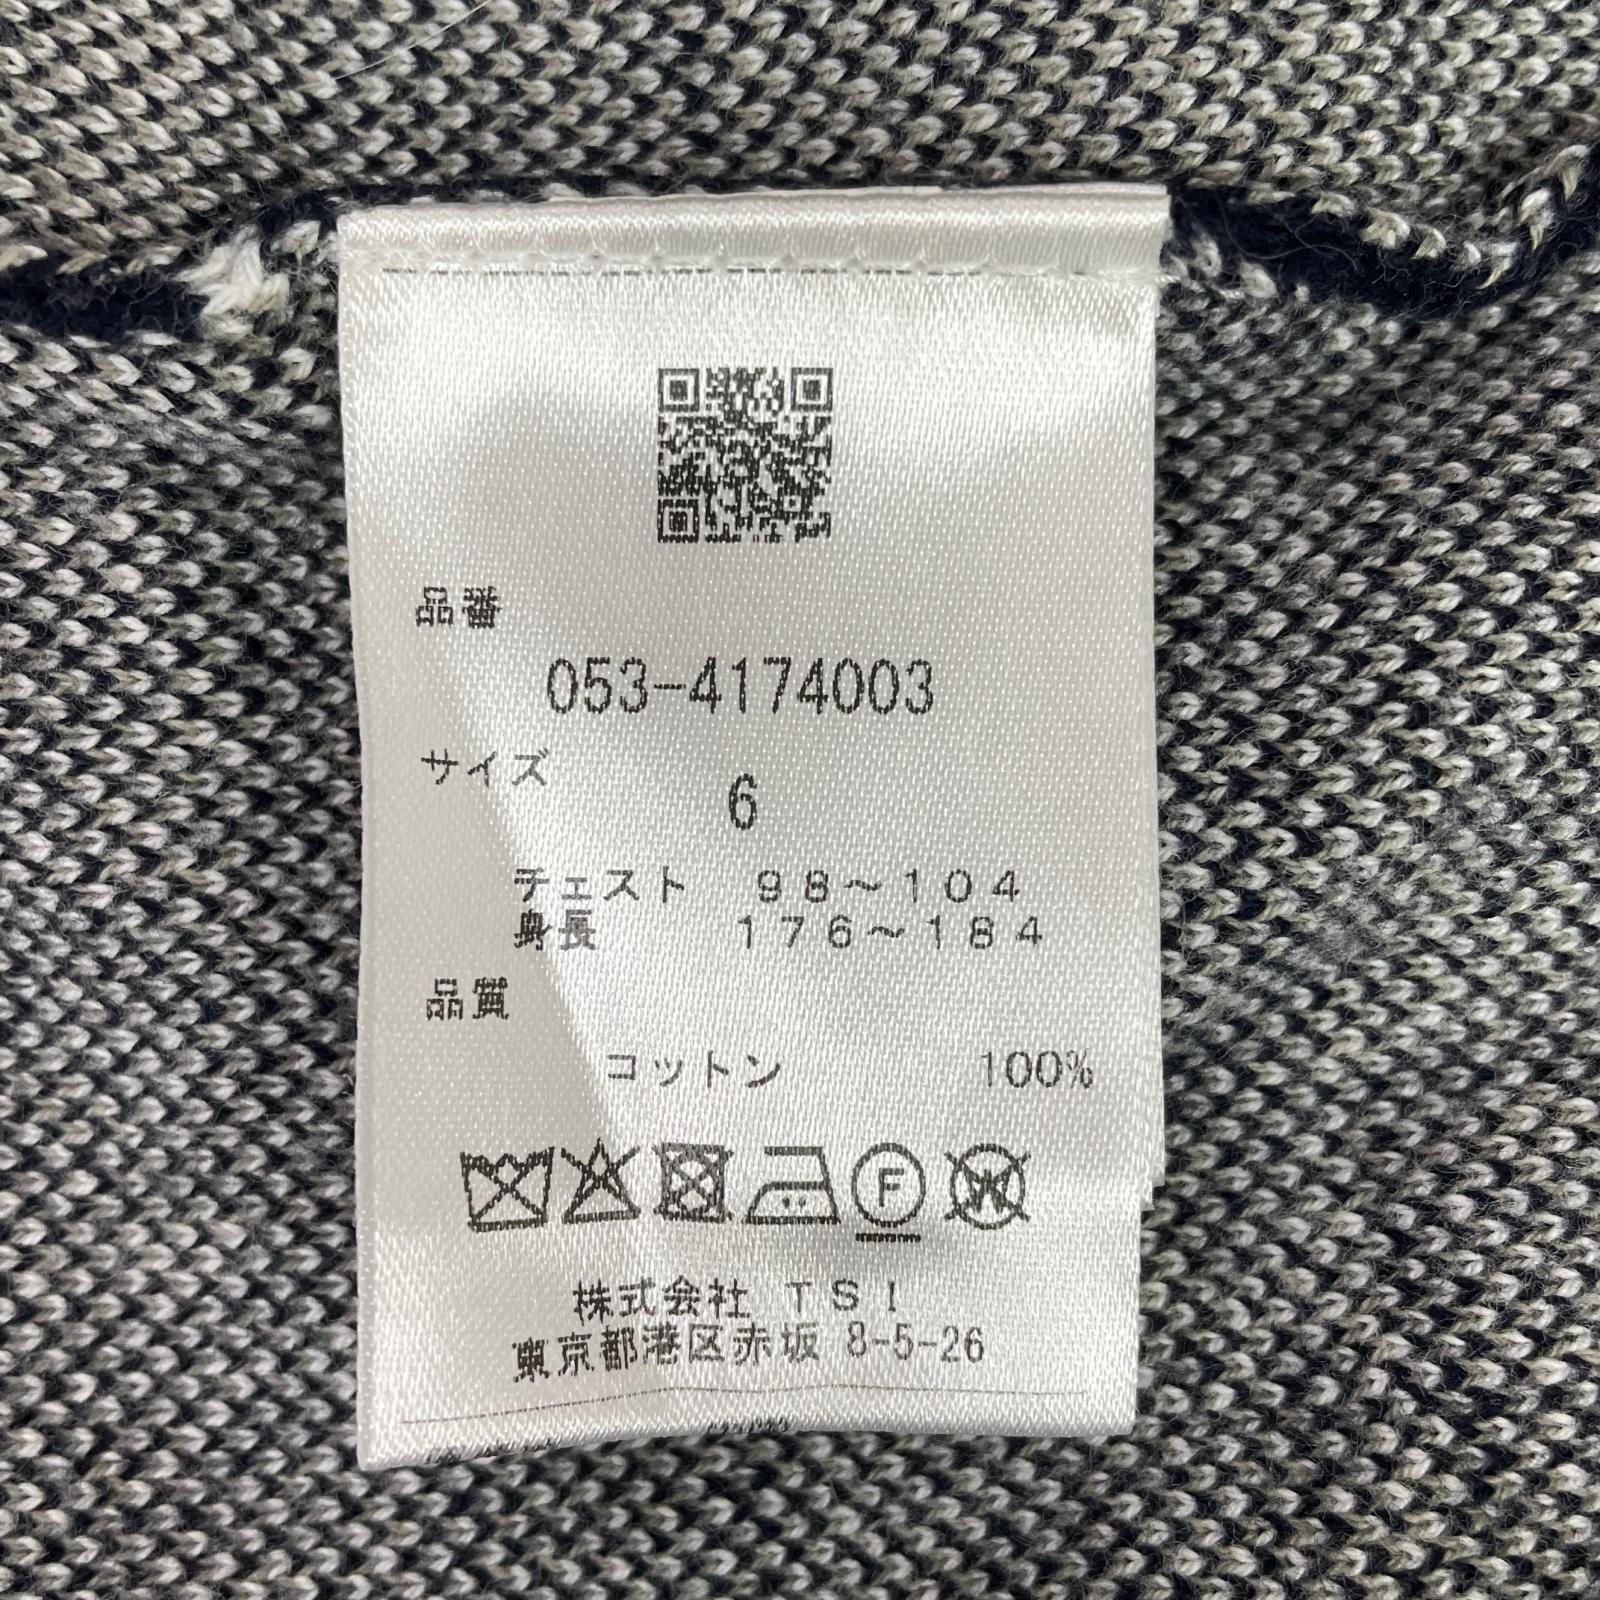 品番
053-4174003
サイズ
6
チェスト 98～104
身長 176～184
品質
コットン 100%
F
W
株式会社 TSI
東京都港区赤坂 8-5-26